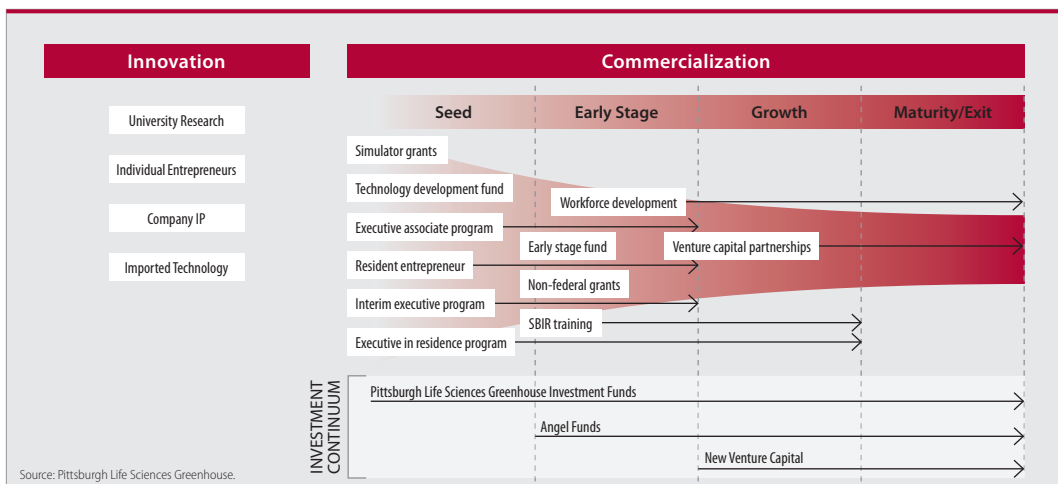 Innovation
Commercialization
Seed
Early Stage
Growth
Maturity/Exit
University Research
Individual Entrepreneurs
Company IP
Imported Technology
Simulator grants
Technology development fund
Workforce development
Executive associate program
Early stage fund
Venture capital partnerships
Resident entrepreneur
Non-federal grants
Interim executive program
SBIR training
Executive in residence program
INVESTMENT
CONTINUUM
Pittsburgh Life Sciences Greenhouse Investment Funds
Angel Funds
New Venture Capital
Source: Pittsburgh Life Sciences Greenhouse.